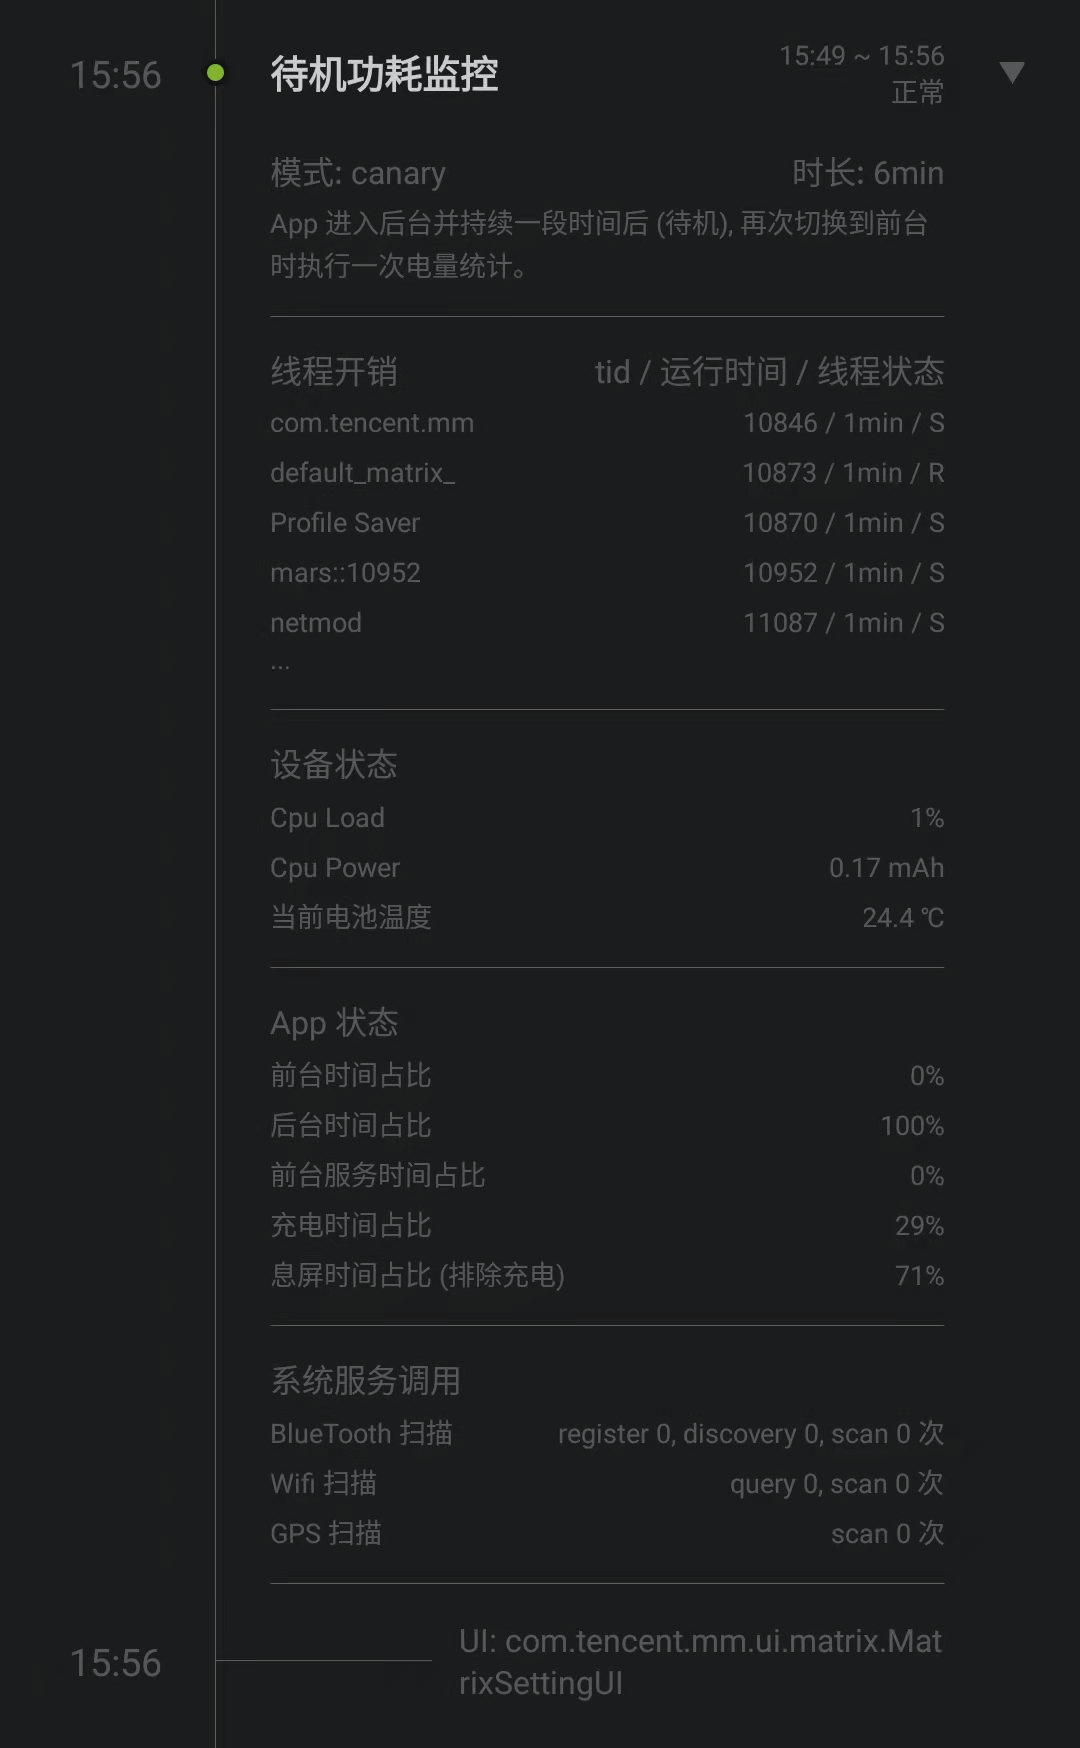 15:56
待机功耗监控
15:49 ~ 15:56
正常
模式: canary
时长: 6min
App 进入后台并持续一段时间后 (待机), 再次切换到前台
时执行一次电量统计。
线程开销
tid / 运行时间 / 线程状态
com.tencent.mm
10846 / 1min / S
default_matrix_
10873 / 1min / R
Profile Saver
10870 / 1min / S
mars::10952
10952 / 1min / S
netmod
11087 / 1min / S
...
设备状态
Cpu Load
1%
Cpu Power
0.17 mAh
当前电池温度
24.4 ℃
App 状态
前台时间占比
0%
后台时间占比
100%
前台服务时间占比
0%
充电时间占比
29%
息屏时间占比 (排除充电)
71%
系统服务调用
BlueTooth 扫描
register 0, discovery 0, scan 0 次
Wifi 扫描
query 0, scan 0 次
GPS 扫描
scan 0 次
15:56
UI: com.tencent.mm.ui.matrix.Mat
rixSettingUI